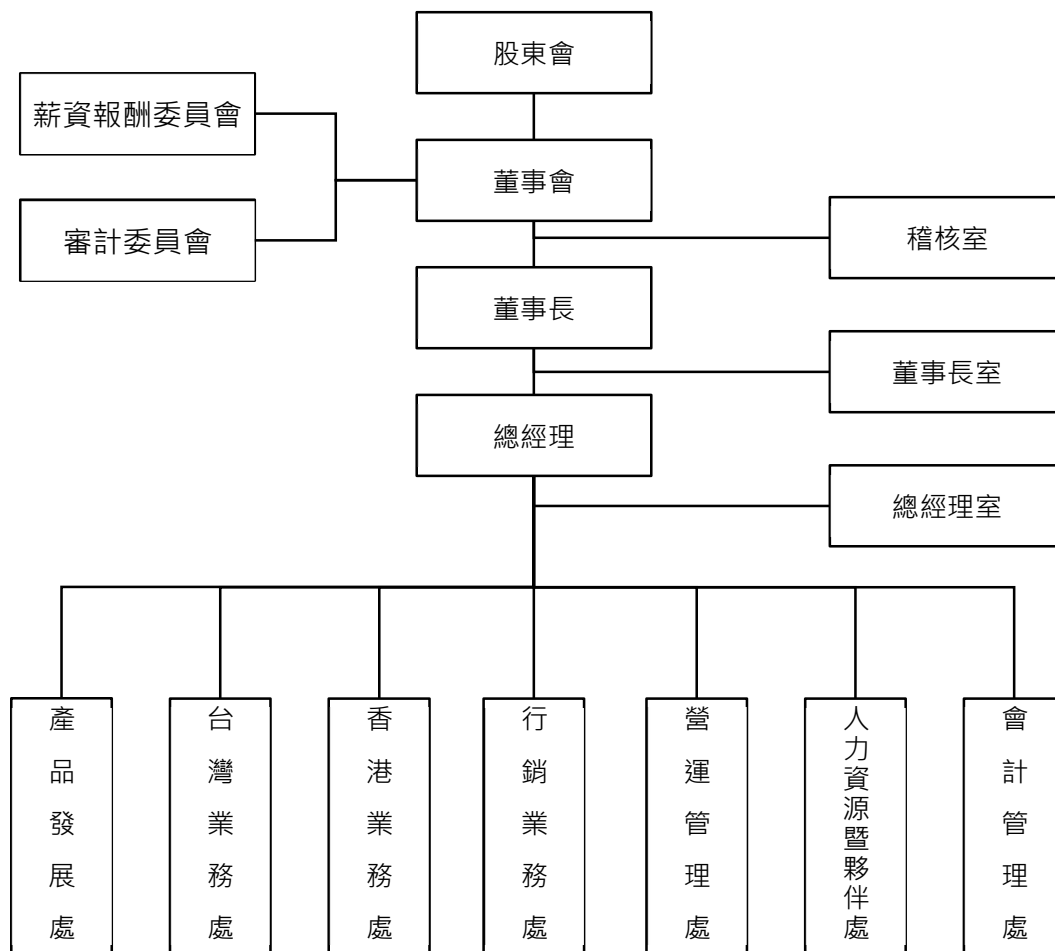 股東會
薪資報酬委員會
董事會
審計委員會
稽核室
董事長
董事長室
總經理
總經理室
產品發展處
台灣業務處
香港業務處
行銷業務處
營運管理處
人力資源暨夥伴處
會計管理處